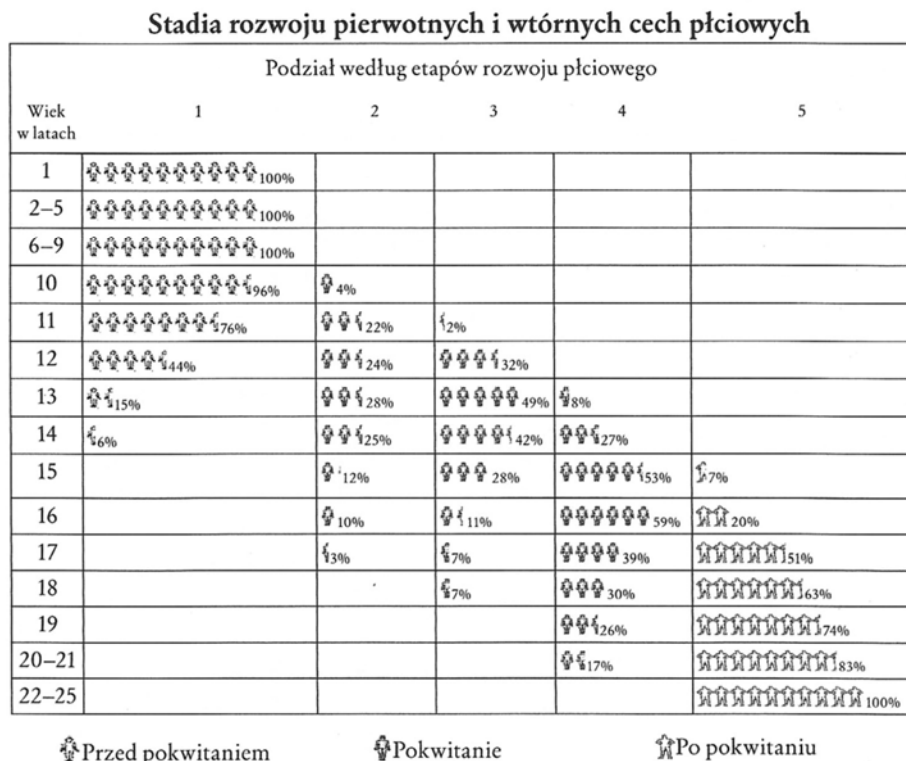 Stadia rozwoju pierwotnych i wtórnych cech płciowych
Podział według etapów rozwoju płciowego
Wiek w latach 1 2 3 4 5
1 100%
2–5 100%
6–9 100%
10 96% 4%
11 76% 22% 2%
12 44% 24% 32%
13 15% 28% 49% 8%
14 6% 25% 42% 27%
15 12% 28% 53% 7%
16 10% 11% 59% 20%
17 3% 7% 39% 51%
18 7% 30% 63%
19 26% 74%
20–21 17% 83%
22–25 100%
Przed pokwitaniem Pokwitanie Po pokwitaniu